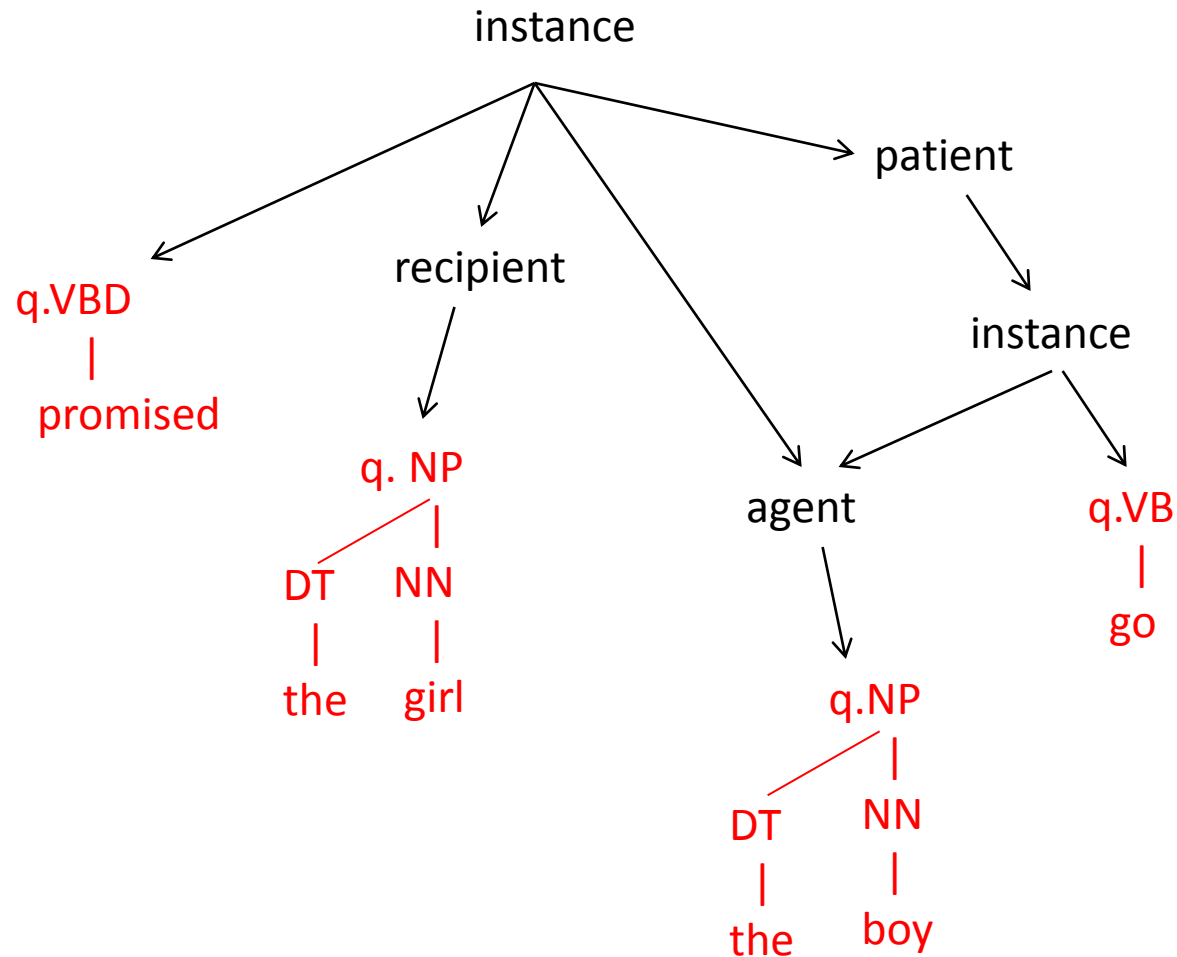 instance
patient
recipient
q.VBD
instance
promised
q. NP
agent
q.VB
DT
NN
go
the
girl
q.NP
DT
NN
the
boy